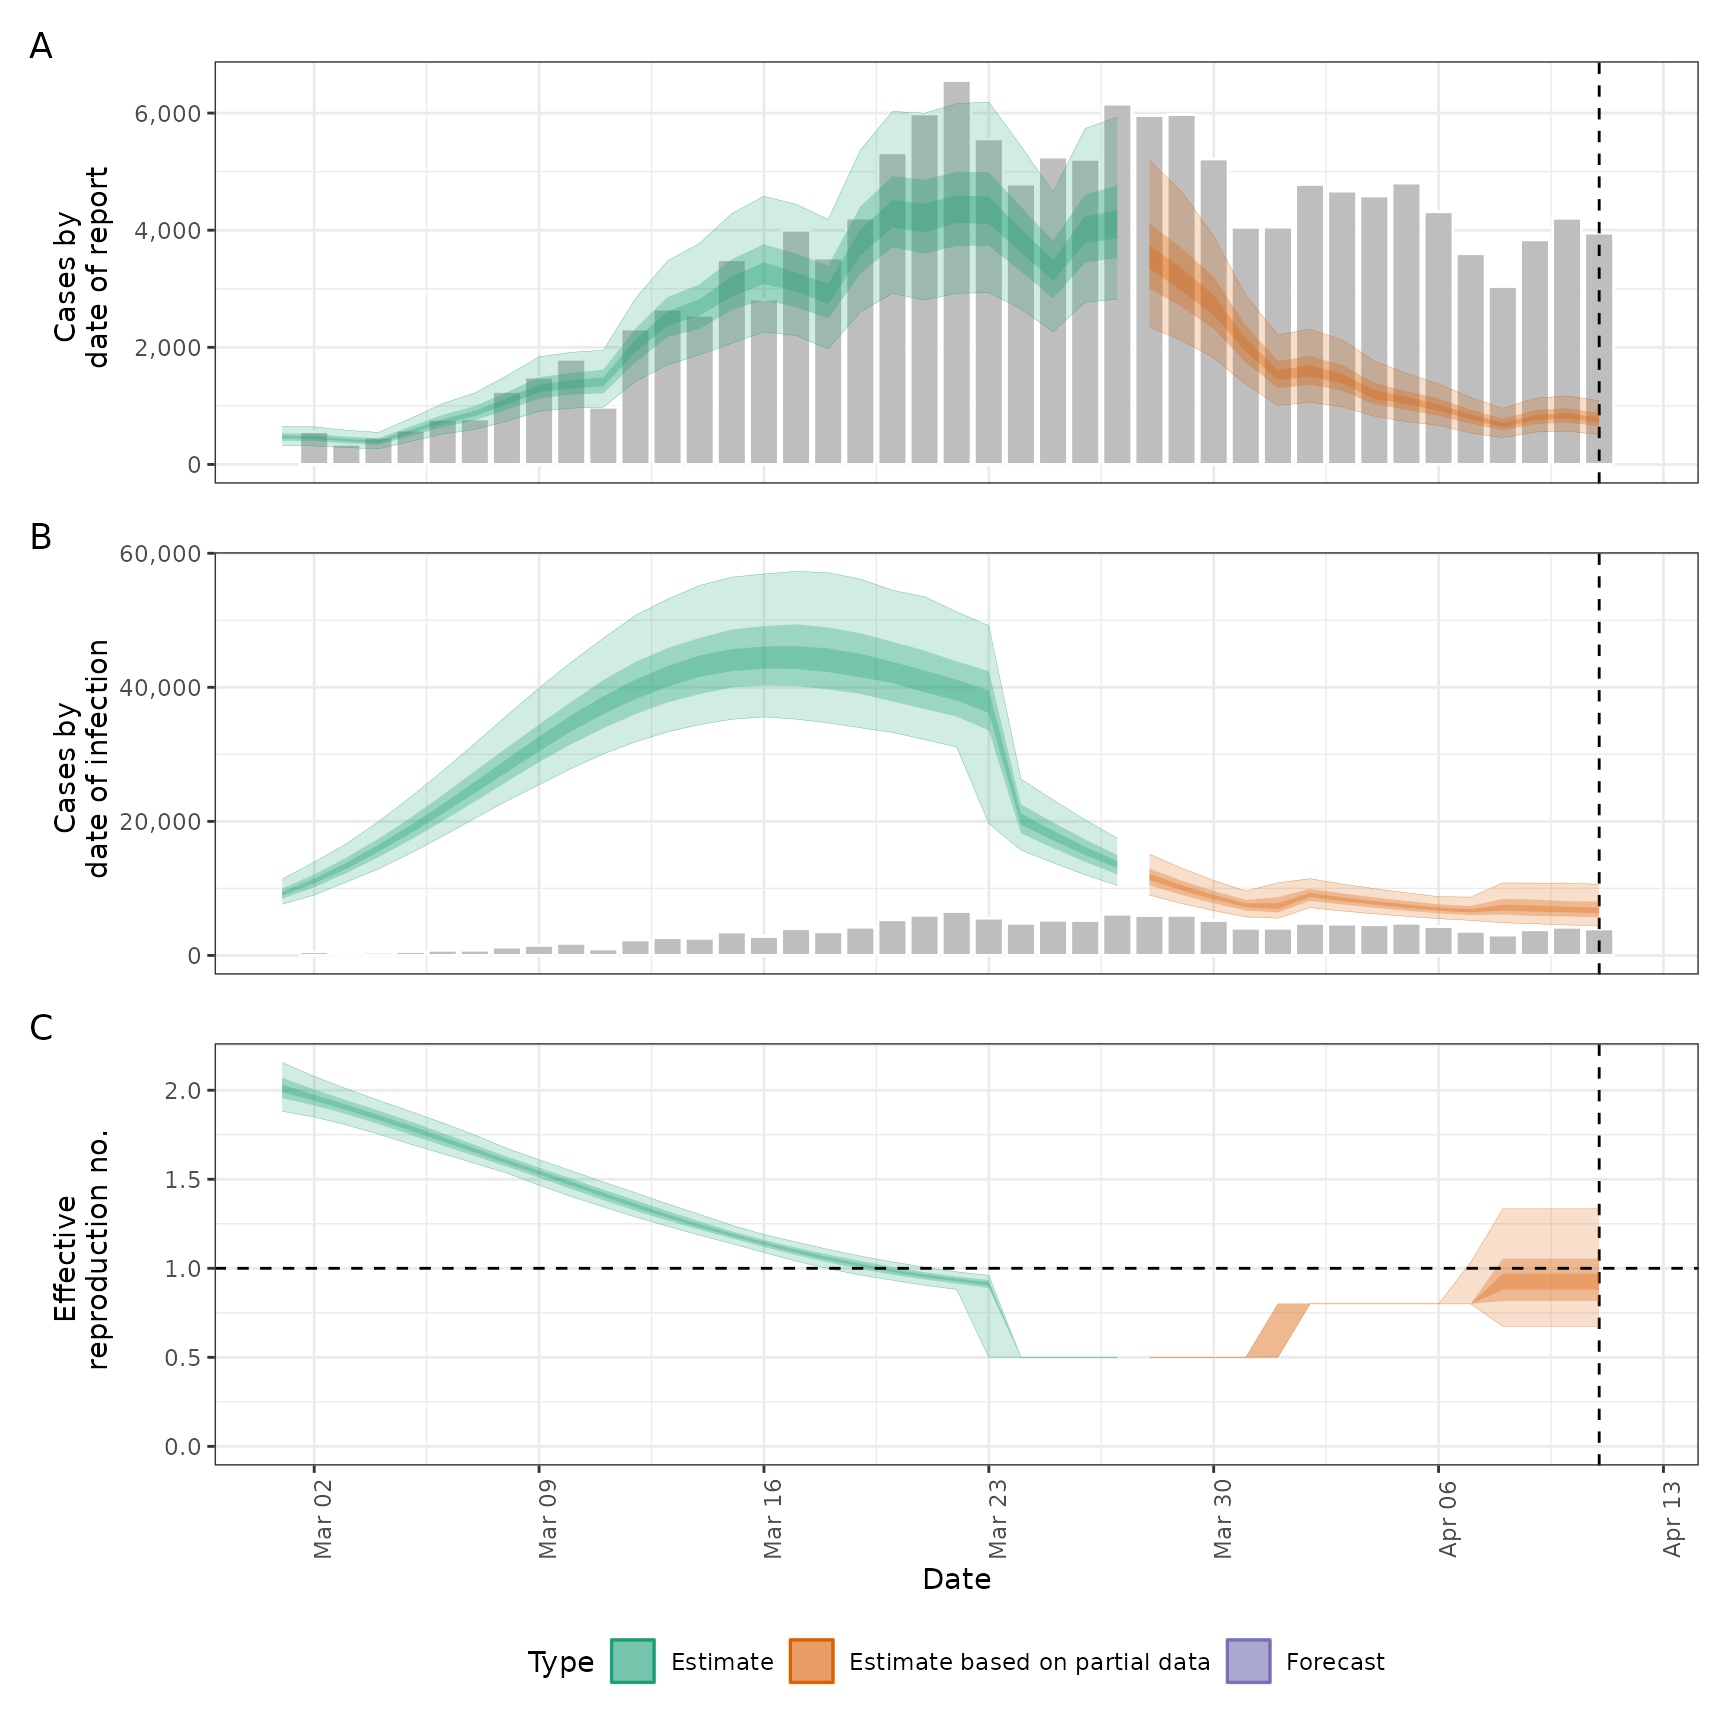 A
6,000
4,000
2,000
0
Cases by
date of report
B
60,000
40,000
20,000
0
Cases by
date of infection
C
2.0
1.5
1.0
0.5
0.0
Effective
reproduction no.
Mar 02
Mar 09
Mar 16
Mar 23
Mar 30
Apr 06
Apr 13
Date
Type
Estimate
Estimate based on partial data
Forecast